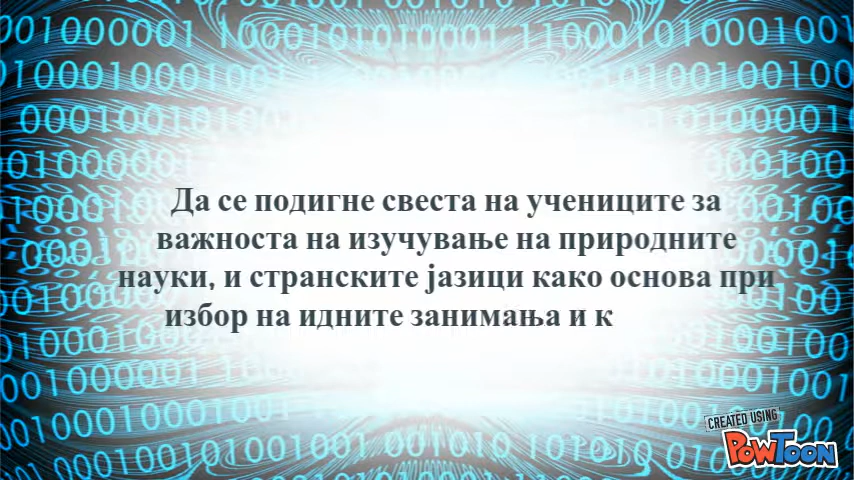 Да се подигне свеста на учениците за
важноста на изучување на природните
науки, и странските јазици како основа при
избор на идните занимања и к
CREATED USING
POWTOON